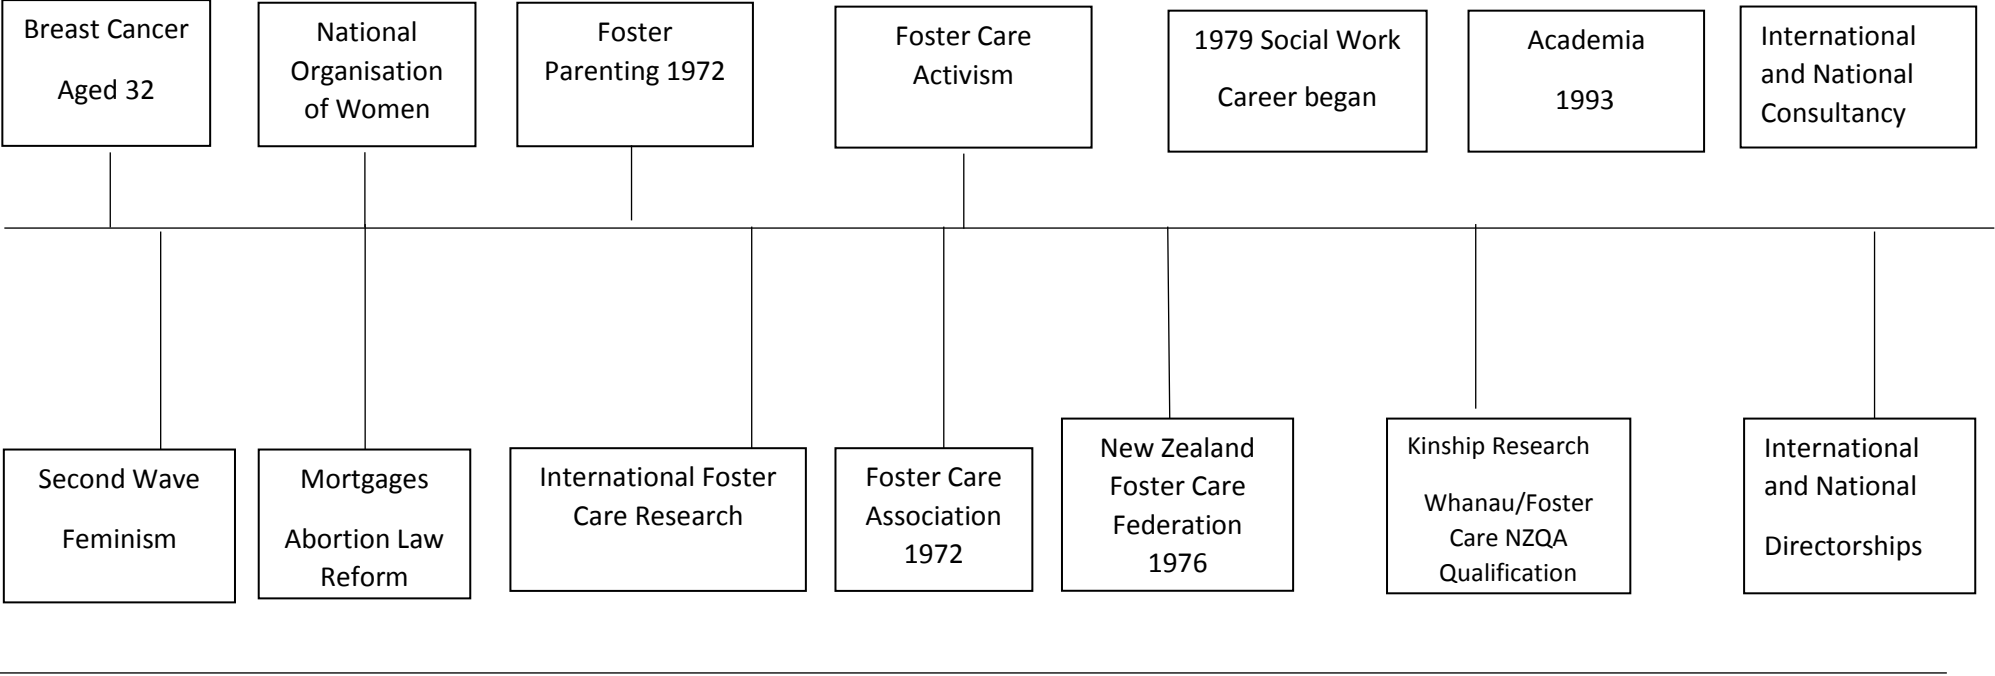 Breast Cancer
Aged 32
National
Organisation
of Women
Foster
Parenting 1972
Foster Care
Activism
1979 Social Work
Career began
Academia
1993
International
and National
Consultancy
Second Wave
Feminism
Mortgages
Abortion Law
Reform
International Foster
Care Research
Foster Care
Association
1972
New Zealand
Foster Care
Federation
1976
Kinship Research
Whanau/Foster
Care NZQA
Qualification
International
and National
Directorships